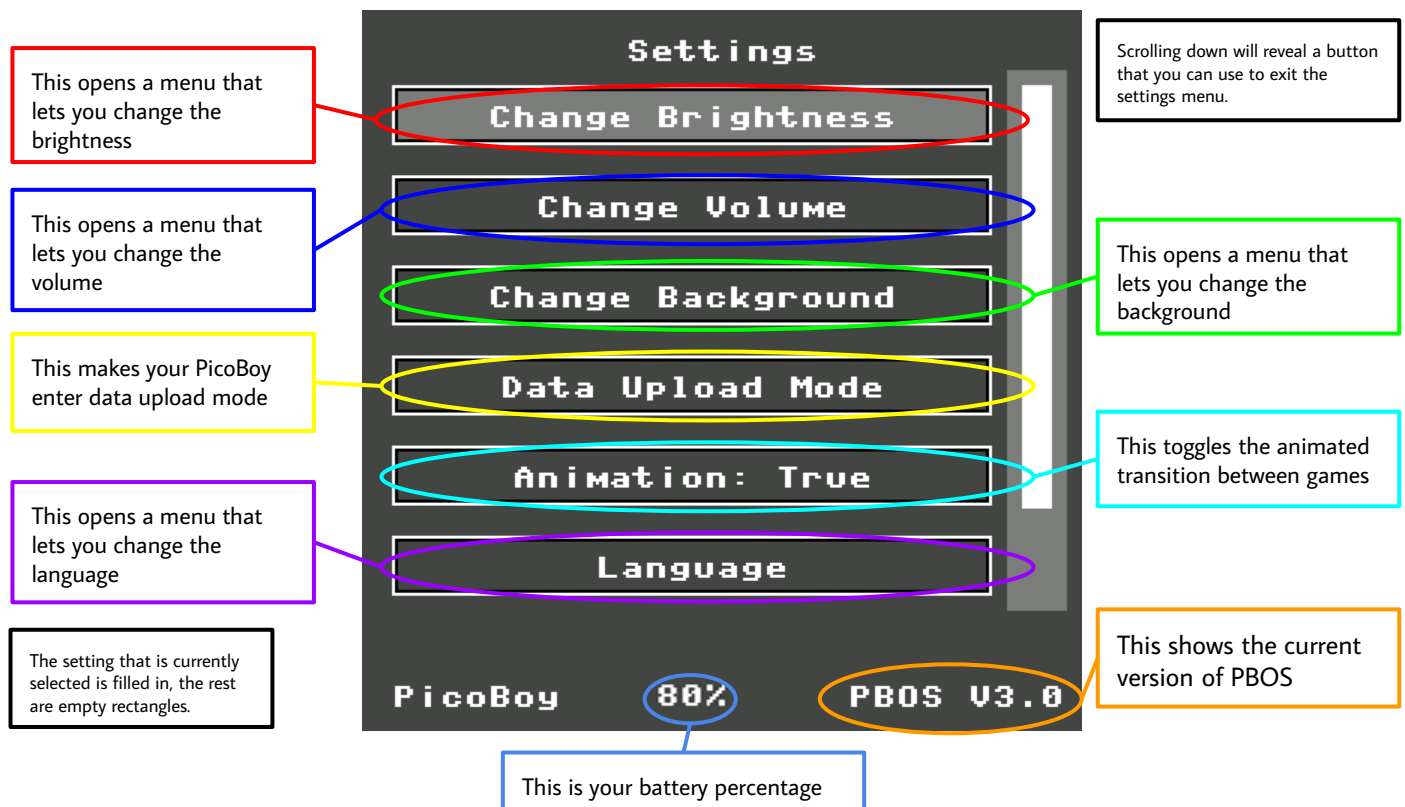 Settings
This opens a menu that
lets you change the
brightness
Change Brightness
Scrolling down will reveal a button
that you can use to exit the
settings menu.
This opens a menu that
lets you change the
volume
Change Volume
This opens a menu that
lets you change the
background
Change Background
This makes your PicoBoy
enter data upload mode
Data Upload Mode
This toggles the animated
transition between games
Animation: True
This opens a menu that
lets you change the
language
Language
The setting that is currently
selected is filled in, the rest
are empty rectangles.
This shows the current
version of PBOS
PicoBoy 80% PBOS V3.0
This is your battery percentage